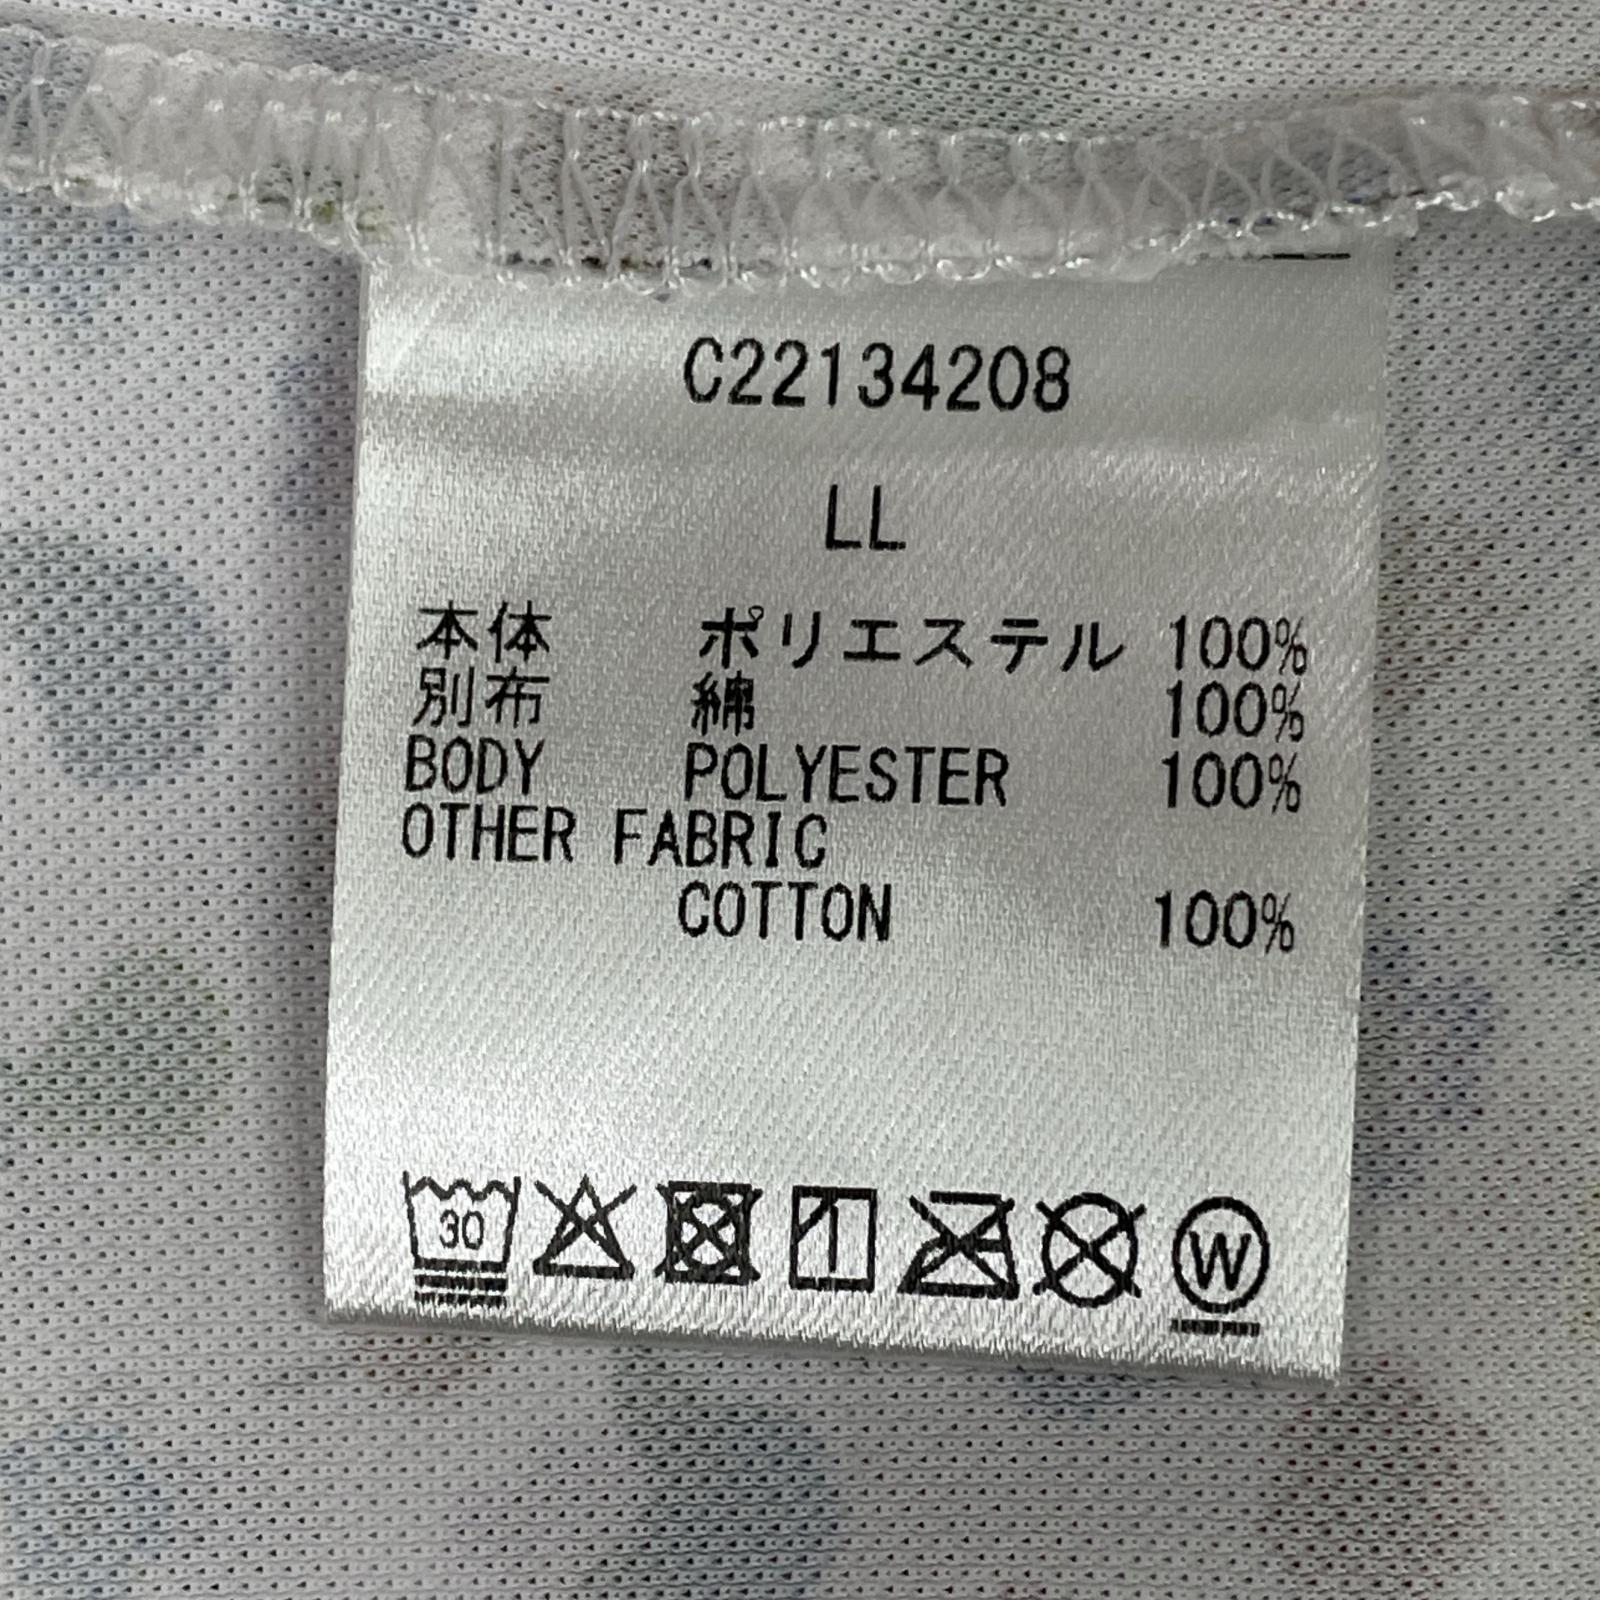 C22134208
LL
本体 ポリエステル 100%
別布 綿 100%
BODY POLYESTER 100%
OTHER FABRIC
COTTON 100%
30
W